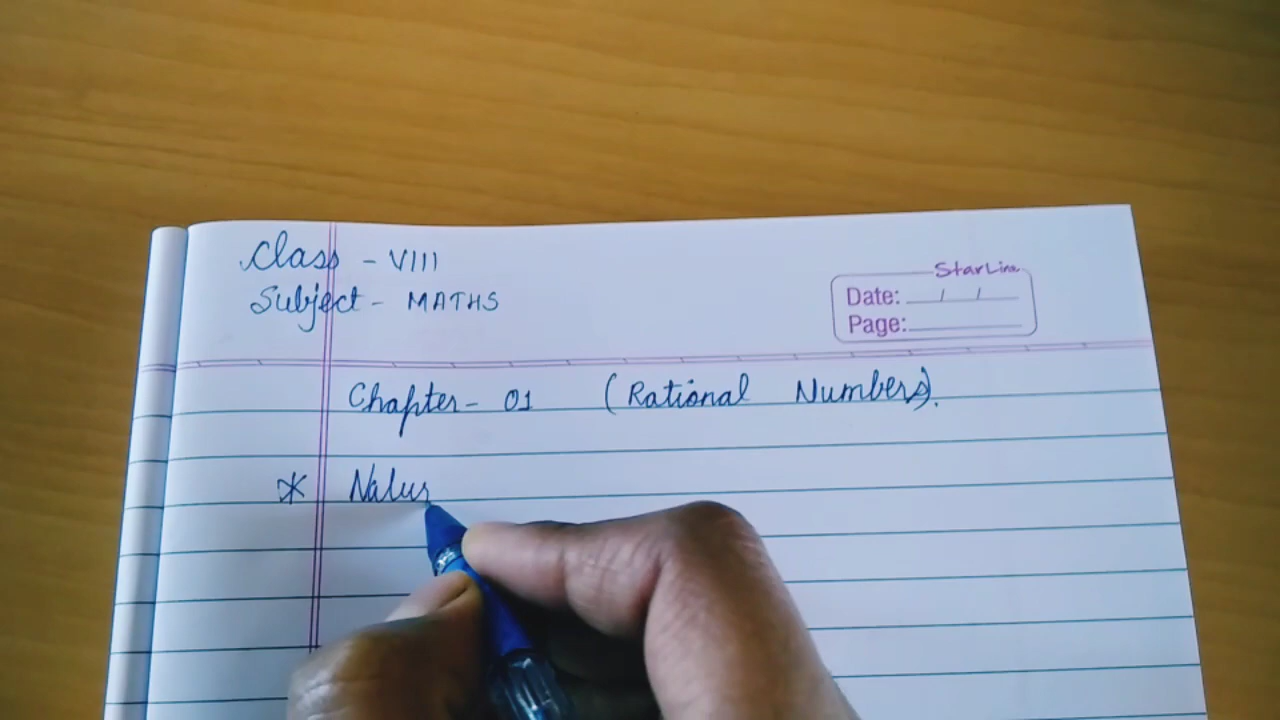 Class - VIII
Subject - MATHS
StarLine
Date: / /
Page:
Chapter - 01 (Rational Numbers).
* Natur